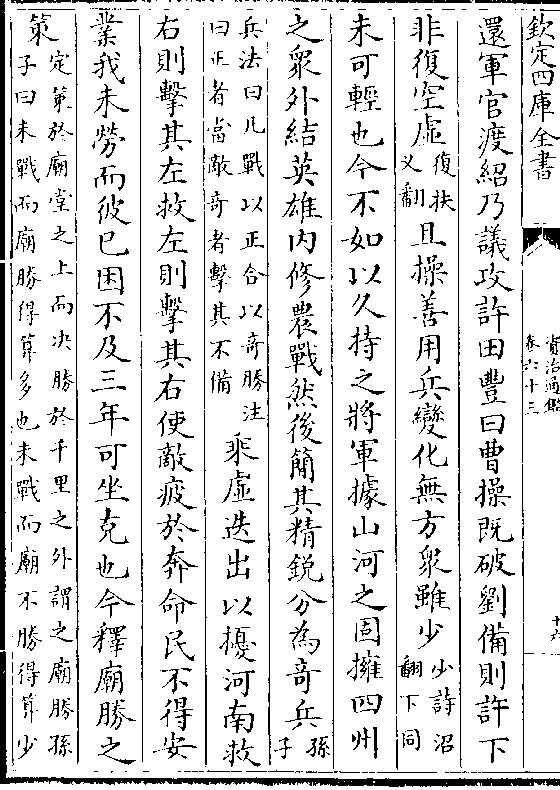 欽定四庫全書
資治通鑑
卷六十三
還軍官渡紹乃議攻許田豐曰曹操既破劉備則許下
非復空虛復扶又翻且操善用兵變化無方衆雖少少詩沼翻下同
未可輕也今不如以久持之將軍據山河之固擁四州
之衆外結英雄内修農戰然後簡其精鋭分為奇兵孫子
兵法曰凡戰以正合以奇勝注曰正者當敵奇者擊其不備乘虛迭出以擾河南救
右則擊其左救左則擊其右使敵疲於奔命民不得安
業我未勞而彼已困不及三年可坐克也今釋廟勝之
策定策於廟堂之上而决勝於千里之外謂之廟勝孫子曰未戰而廟勝得算多也未戰而廟不勝得算少